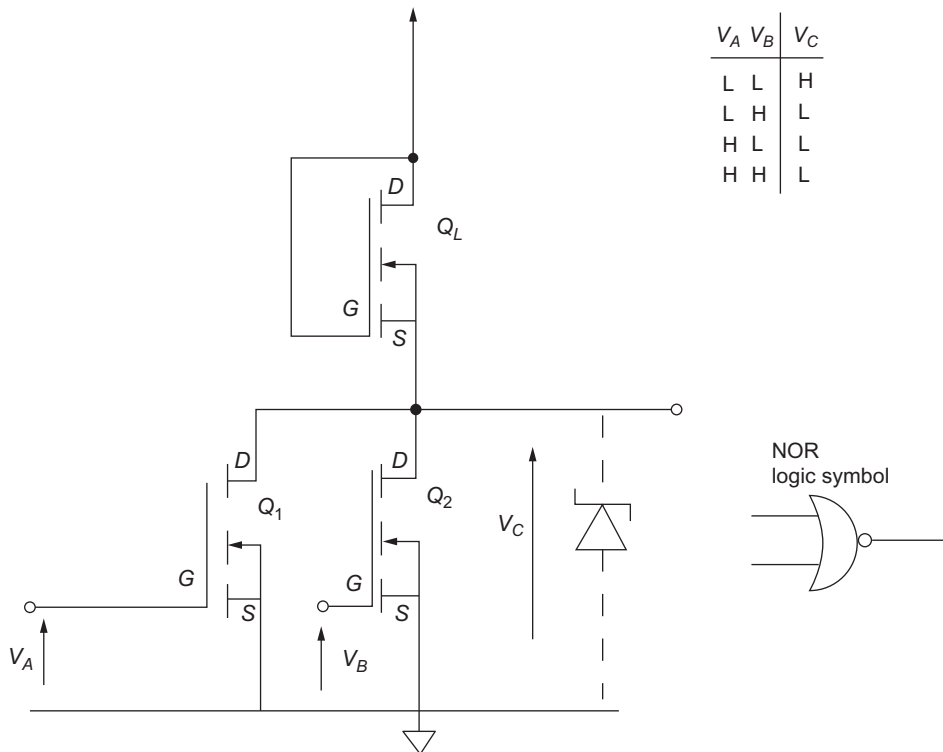 V_A V_B V_C
L L H
L H L
H L L
H H L
D
Q_L
G
S
D
Q_1
G
S
D
Q_2
G
S
V_A
V_B
V_C
NOR
logic symbol